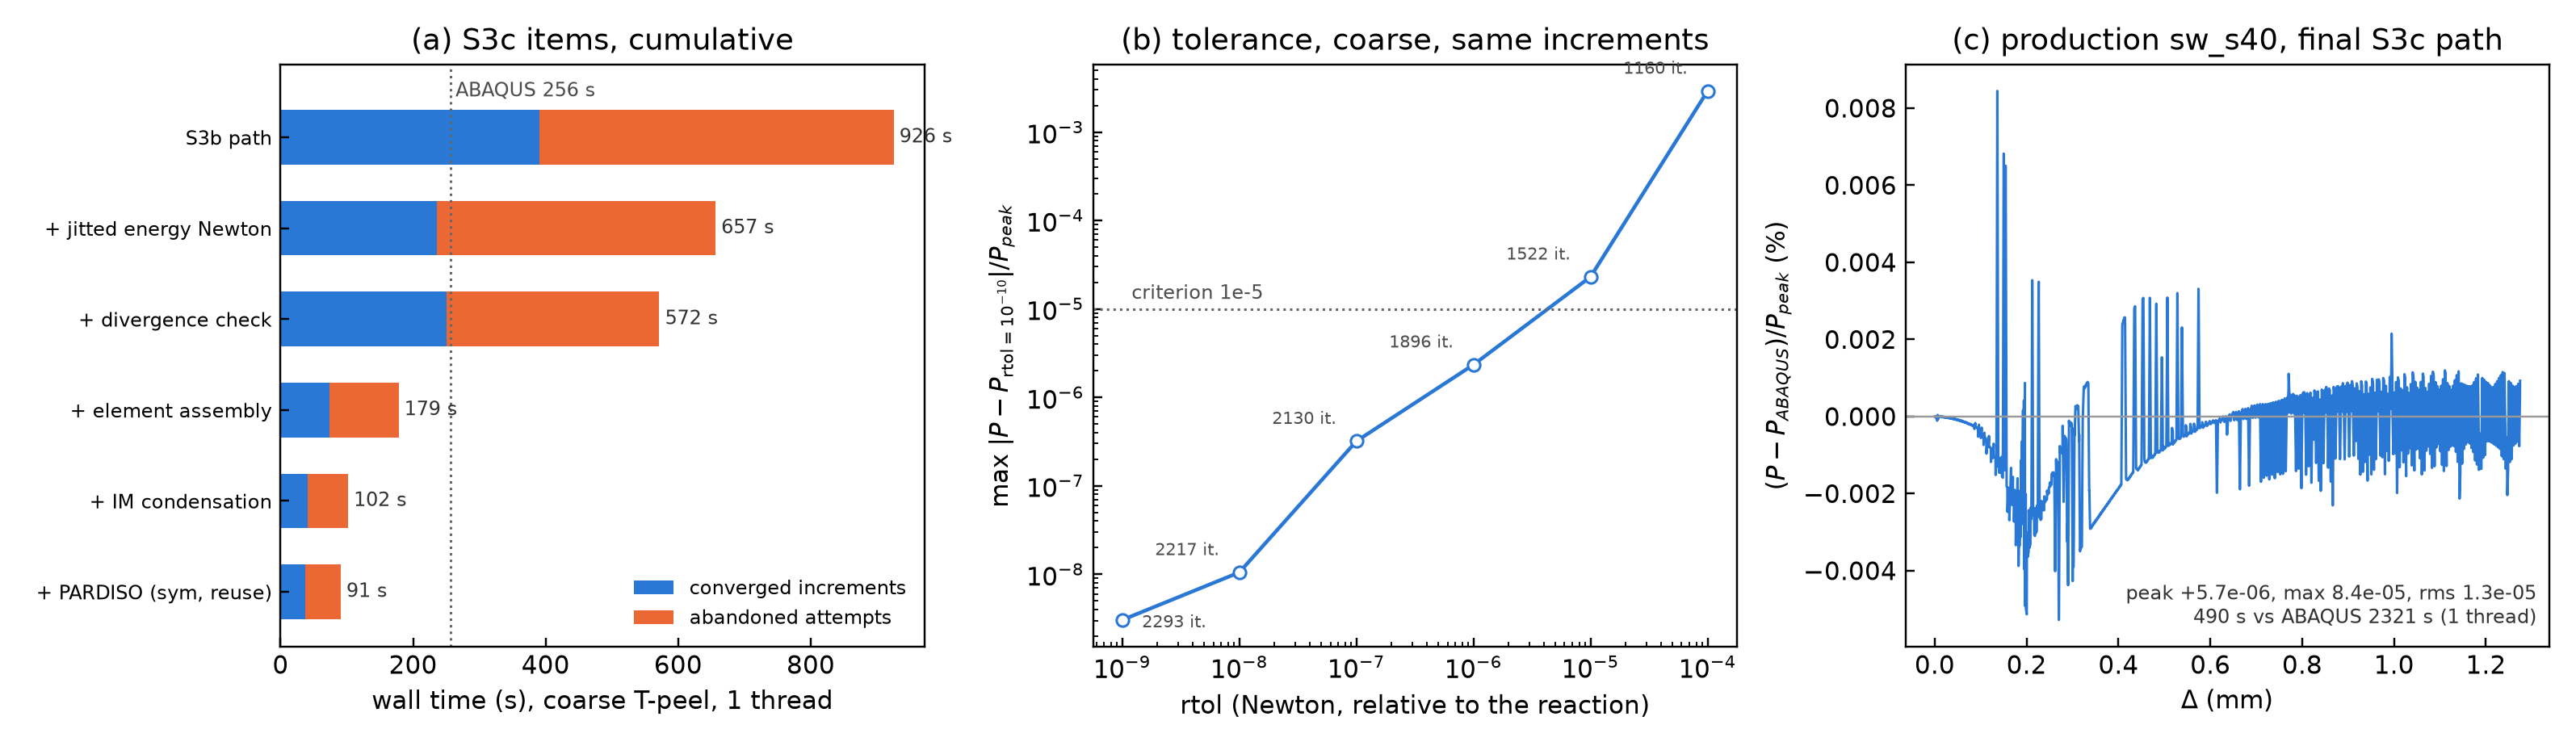 (a) S3c items, cumulative
ABAQUS 256 s
S3b path
926 s
+ jitted energy Newton
657 s
+ divergence check
572 s
+ element assembly
179 s
+ IM condensation
102 s
+ PARDISO (sym, reuse)
91 s
converged increments
abandoned attempts
0 200 400 600 800
wall time (s), coarse T-peel, 1 thread
(b) tolerance, coarse, same increments
1160 it.
1522 it.
criterion 1e-5
1896 it.
2130 it.
2217 it.
2293 it.
10⁻³
10⁻⁴
10⁻⁵
10⁻⁶
10⁻⁷
10⁻⁸
max |P − P_rtol = 10⁻¹⁰|/P_peak
10⁻⁹ 10⁻⁸ 10⁻⁷ 10⁻⁶ 10⁻⁵ 10⁻⁴
rtol (Newton, relative to the reaction)
(c) production sw_s40, final S3c path
0.008
0.006
0.004
0.002
0.000
−0.002
−0.004
(P − P_ABAQUS)/P_peak (%)
peak +5.7e-06, max 8.4e-05, rms 1.3e-05
490 s vs ABAQUS 2321 s (1 thread)
0.0 0.2 0.4 0.6 0.8 1.0 1.2
Δ (mm)